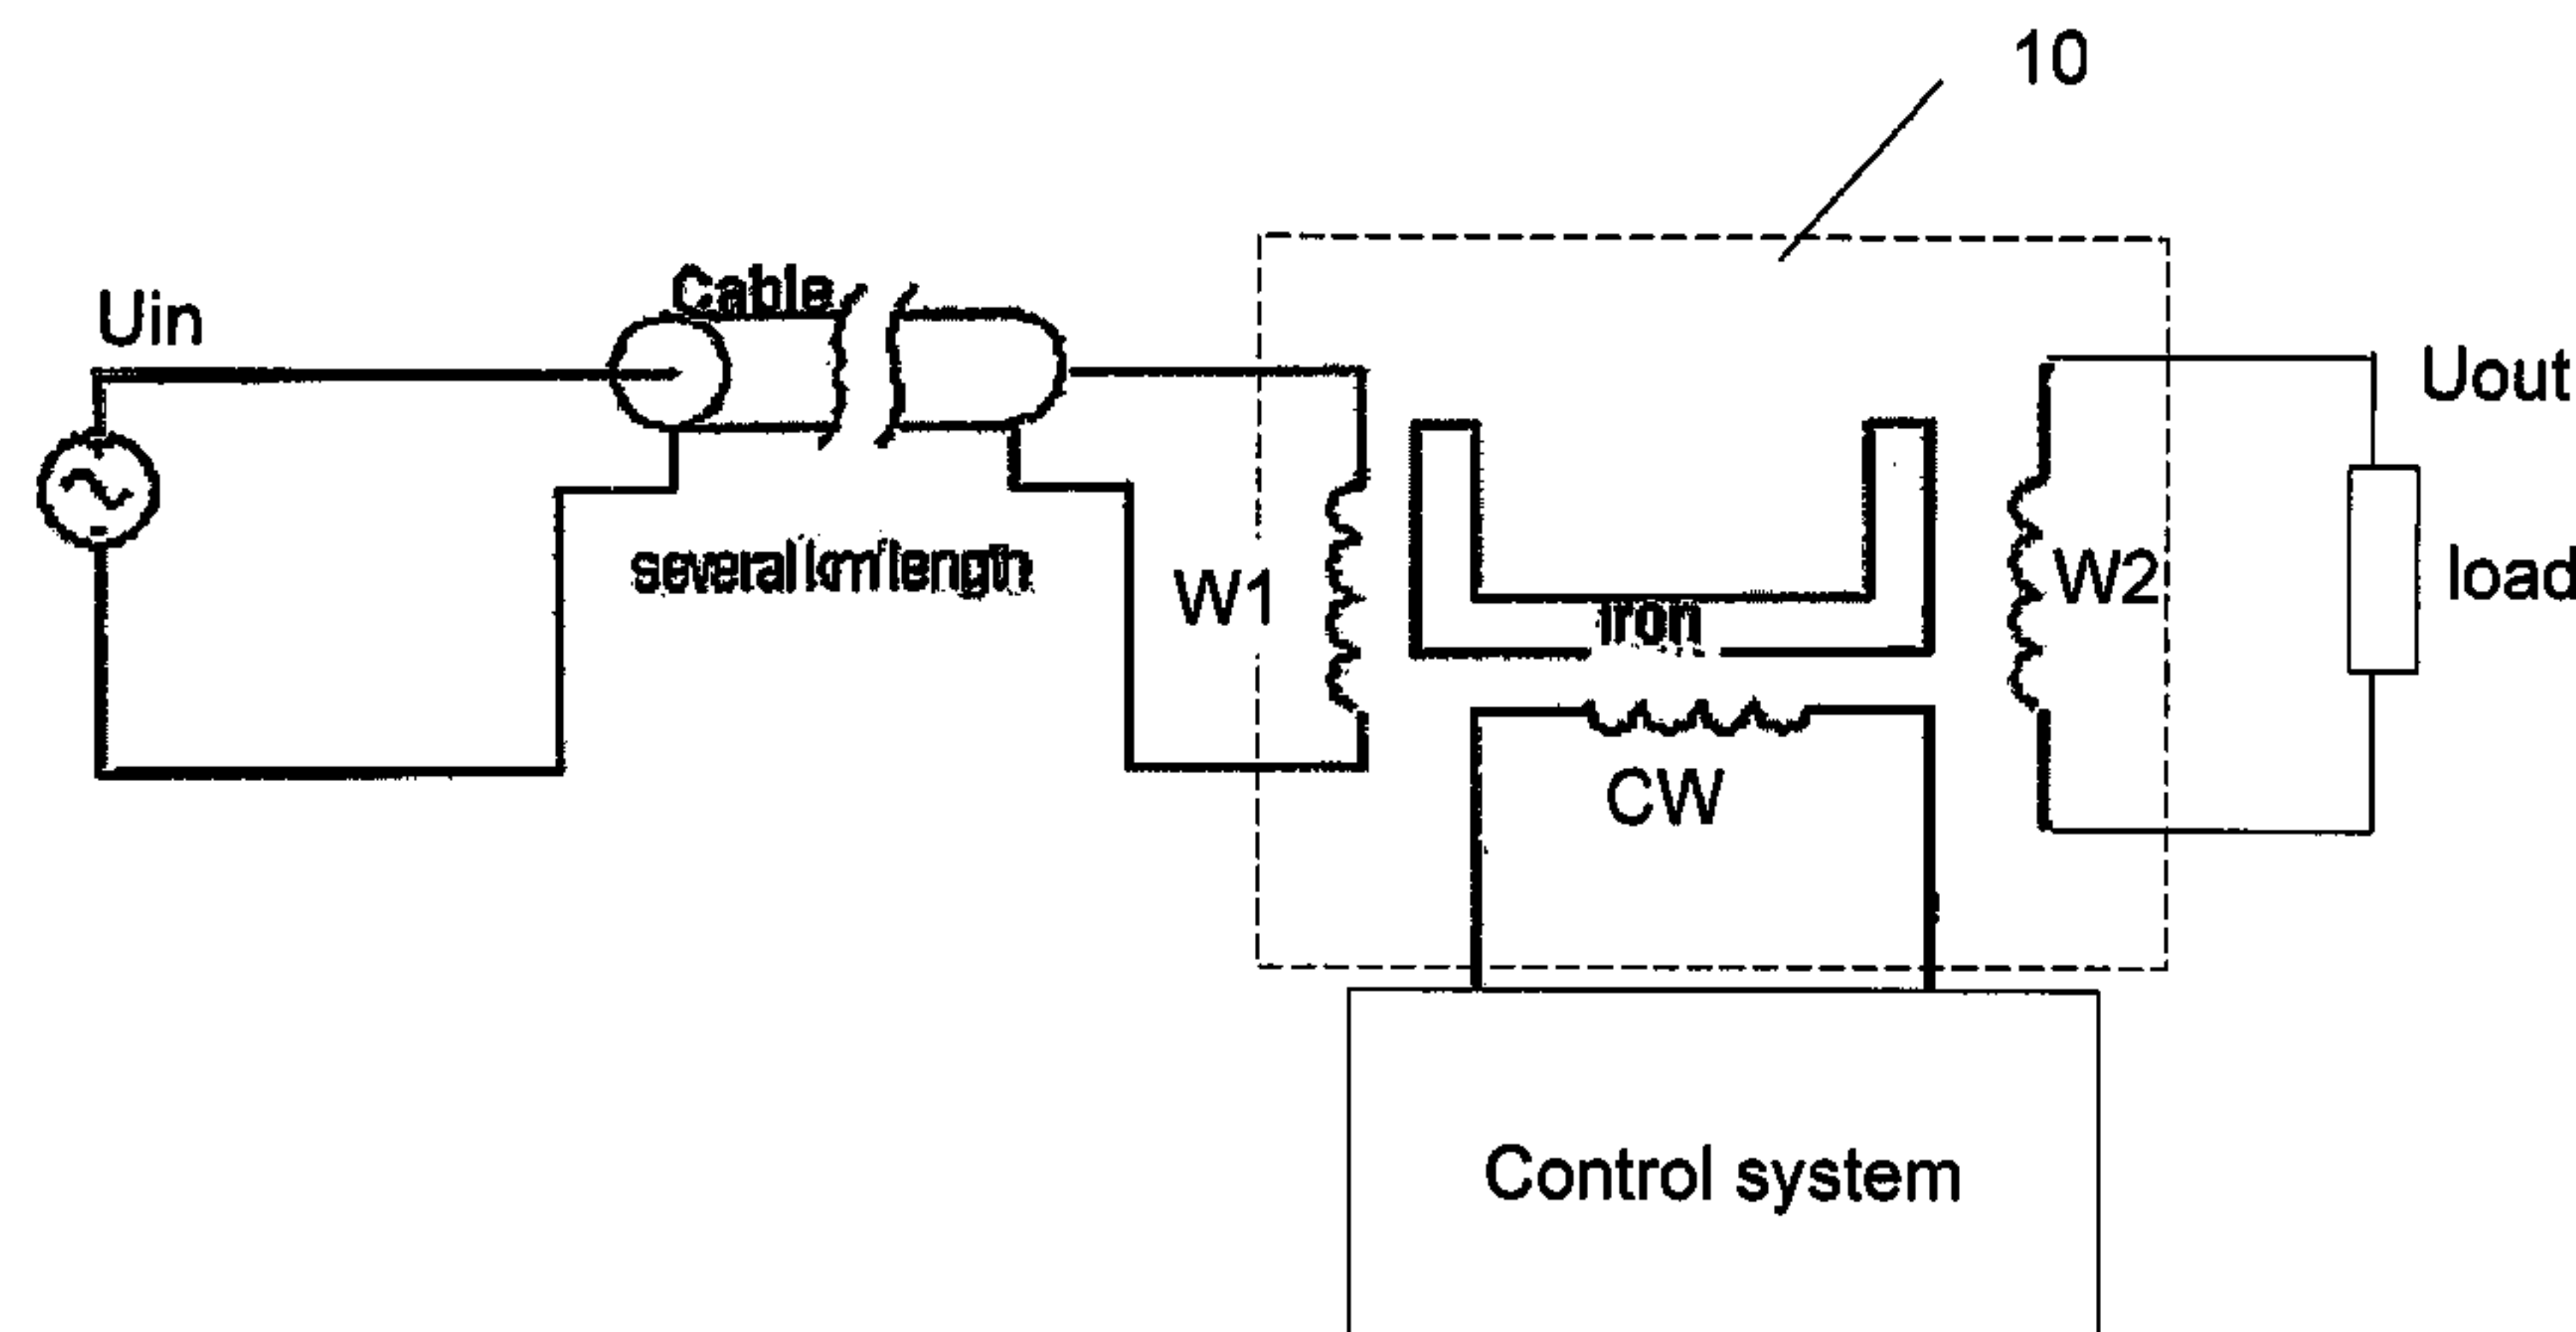 10
Uin
Cable
Uout
several km length
W1
W2
load
iron
CW
Control system